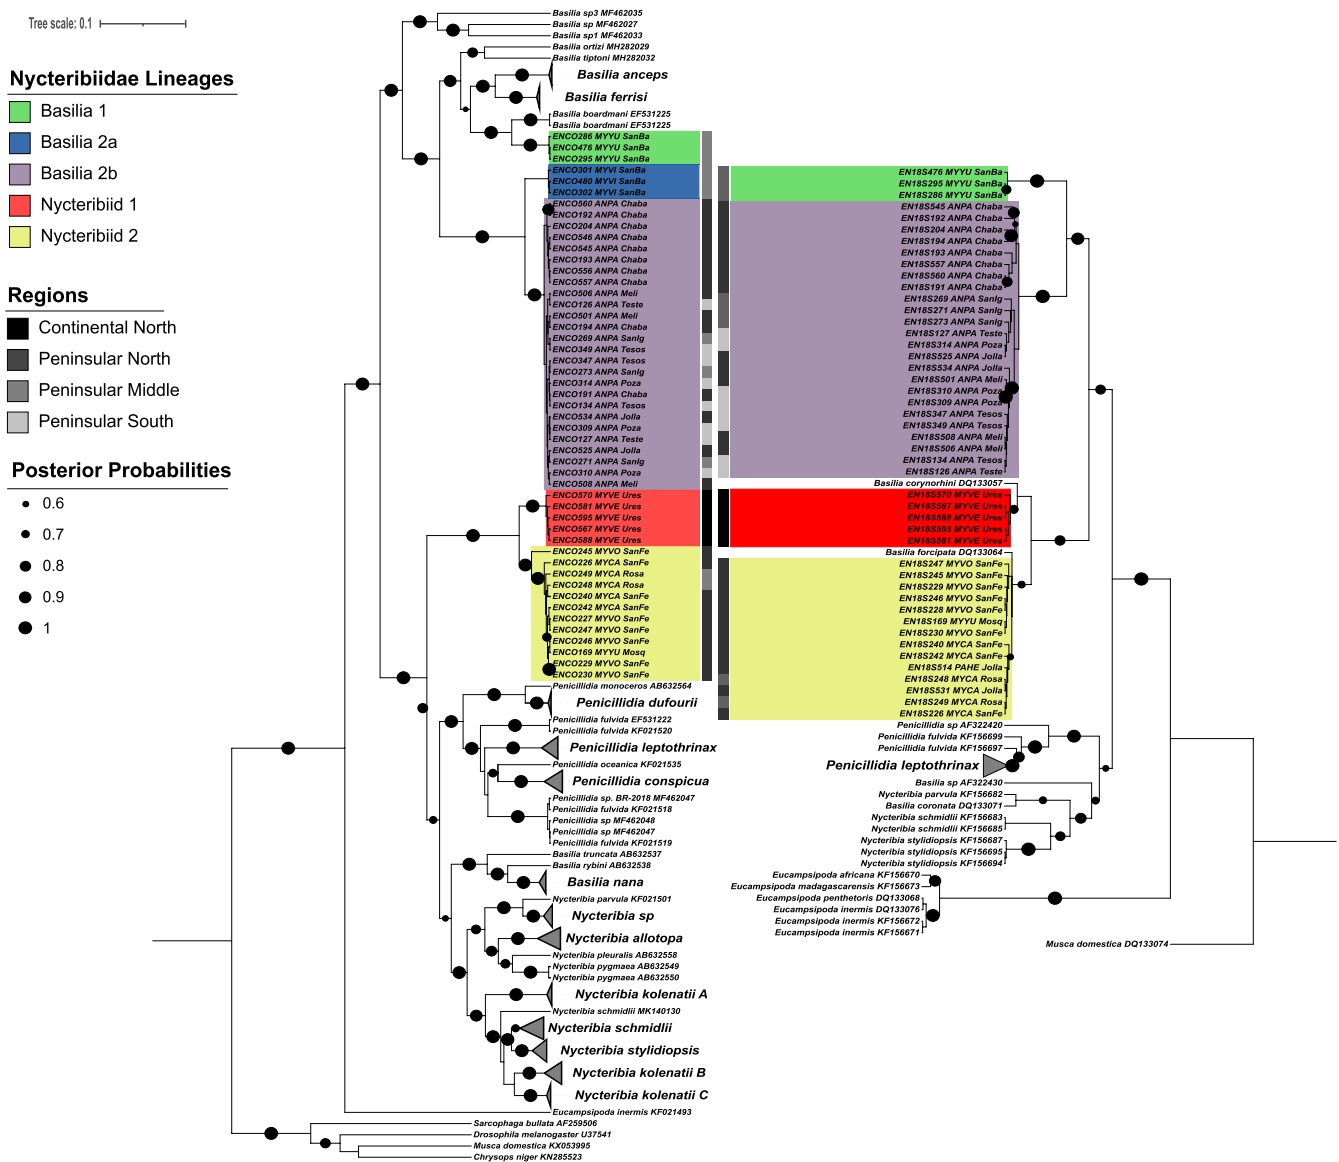 Tree scale: 0.1
Nycteribiidae Lineages
Basilia 1
Basilia 2a
Basilia 2b
Nycteribiid 1
Nycteribiid 2
Regions
Continental North
Peninsular North
Peninsular Middle
Peninsular South
Posterior Probabilities
0.6
0.7
0.8
0.9
1
Basilia sp3 MF462035
Basilia sp MF462027
Basilia sp1 MF462033
Basilia ortizi MH282029
Basilia tiptoni MH282032
Basilia anceps
Basilia ferrisi
Basilia boardmani EF531225
Basilia boardmani EF531225
ENCO286 MYYU SanBa
ENCO476 MYYU SanBa
ENCO295 MYYU SanBa
ENCO301 MYVI SanBa
ENCO480 MYVI SanBa
ENCO302 MYVI SanBa
ENCO560 ANPA Chaba
ENCO192 ANPA Chaba
ENCO204 ANPA Chaba
ENCO546 ANPA Chaba
ENCO545 ANPA Chaba
ENCO193 ANPA Chaba
ENCO556 ANPA Chaba
ENCO557 ANPA Chaba
ENCO506 ANPA Meli
ENCO126 ANPA Teste
ENCO501 ANPA Meli
ENCO194 ANPA Chaba
ENCO269 ANPA SanIg
ENCO349 ANPA Tesos
ENCO347 ANPA Tesos
ENCO273 ANPA SanIg
ENCO314 ANPA Poza
ENCO191 ANPA Chaba
ENCO134 ANPA Tesos
ENCO534 ANPA Jolla
ENCO309 ANPA Poza
ENCO127 ANPA Teste
ENCO525 ANPA Jolla
ENCO271 ANPA SanIg
ENCO310 ANPA Poza
ENCO508 ANPA Meli
ENCO570 MYVE Ures
ENCO581 MYVE Ures
ENCO595 MYVE Ures
ENCO567 MYVE Ures
ENCO588 MYVE Ures
ENCO245 MYVO SanFe
ENCO226 MYCA SanFe
ENCO249 MYCA Rosa
ENCO248 MYCA Rosa
ENCO240 MYCA SanFe
ENCO242 MYCA SanFe
ENCO227 MYVO SanFe
ENCO247 MYVO SanFe
ENCO246 MYVO SanFe
ENCO169 MYYU Mosq
ENCO229 MYVO SanFe
ENCO230 MYVO SanFe
Penicillidia monoceros AB632564
Penicillidia dufourii
Penicillidia fulvida EF531222
Penicillidia fulvida KF021520
Penicillidia leptothrinax
Penicillidia oceanica KF021535
Penicillidia conspicua
Penicillidia sp. BR-2018 MF462047
Penicillidia fulvida KF021518
Penicillidia sp MF462048
Penicillidia sp MF462047
Penicillidia fulvida KF021519
Basilia truncata AB632537
Basilia rybini AB632538
Basilia nana
Nycteribia parvula KF021501
Nycteribia sp
Nycteribia allotopa
Nycteribia pleuralis AB632558
Nycteribia pygmaea AB632549
Nycteribia pygmaea AB632550
Nycteribia kolenatii A
Nycteribia schmidlii MK140130
Nycteribia schmidlii
Nycteribia stylidiopsis
Nycteribia kolenatii B
Nycteribia kolenatii C
Eucampsipoda inermis KF021493
Sarcophaga bullata AF259506
Drosophila melanogaster U37541
Musca domestica KX053995
Chrysops niger KN285523
EN18S476 MYYU SanBa
EN18S295 MYYU SanBa
EN18S286 MYYU SanBa
EN18S545 ANPA Chaba
EN18S192 ANPA Chaba
EN18S204 ANPA Chaba
EN18S194 ANPA Chaba
EN18S193 ANPA Chaba
EN18S557 ANPA Chaba
EN18S560 ANPA Chaba
EN18S191 ANPA Chaba
EN18S269 ANPA SanIg
EN18S271 ANPA SanIg
EN18S273 ANPA SanIg
EN18S127 ANPA Teste
EN18S314 ANPA Poza
EN18S525 ANPA Jolla
EN18S534 ANPA Jolla
EN18S501 ANPA Meli
EN18S310 ANPA Poza
EN18S309 ANPA Poza
EN18S347 ANPA Tesos
EN18S349 ANPA Tesos
EN18S508 ANPA Meli
EN18S506 ANPA Meli
EN18S134 ANPA Tesos
EN18S126 ANPA Teste
Basilia corynorhini DQ133057
EN18S570 MYVE Ures
EN18S567 MYVE Ures
EN18S588 MYVE Ures
EN18S595 MYVE Ures
EN18S581 MYVE Ures
Basilia forcipata DQ133064
EN18S247 MYVO SanFe
EN18S245 MYVO SanFe
EN18S229 MYVO SanFe
EN18S246 MYVO SanFe
EN18S228 MYVO SanFe
EN18S169 MYYU Mosq
EN18S230 MYVO SanFe
EN18S240 MYCA SanFe
EN18S242 MYCA SanFe
EN18S514 PAHE Jolla
EN18S248 MYCA Rosa
EN18S531 MYCA Jolla
EN18S249 MYCA Rosa
EN18S226 MYCA SanFe
Penicillidia sp AF322420
Penicillidia fulvida KF156699
Penicillidia fulvida KF156697
Penicillidia leptothrinax
Basilia sp AF322430
Nycteribia parvula KF156682
Basilia coronata DQ133071
Nycteribia schmidlii KF156683
Nycteribia schmidlii KF156685
Nycteribia stylidiopsis KF156687
Nycteribia stylidiopsis KF156695
Nycteribia stylidiopsis KF156694
Eucampsipoda africana KF156670
Eucampsipoda madagascarensis KF156673
Eucampsipoda penthetoris DQ133068
Eucampsipoda inermis DQ133076
Eucampsipoda inermis KF156672
Eucampsipoda inermis KF156671
Musca domestica DQ133074